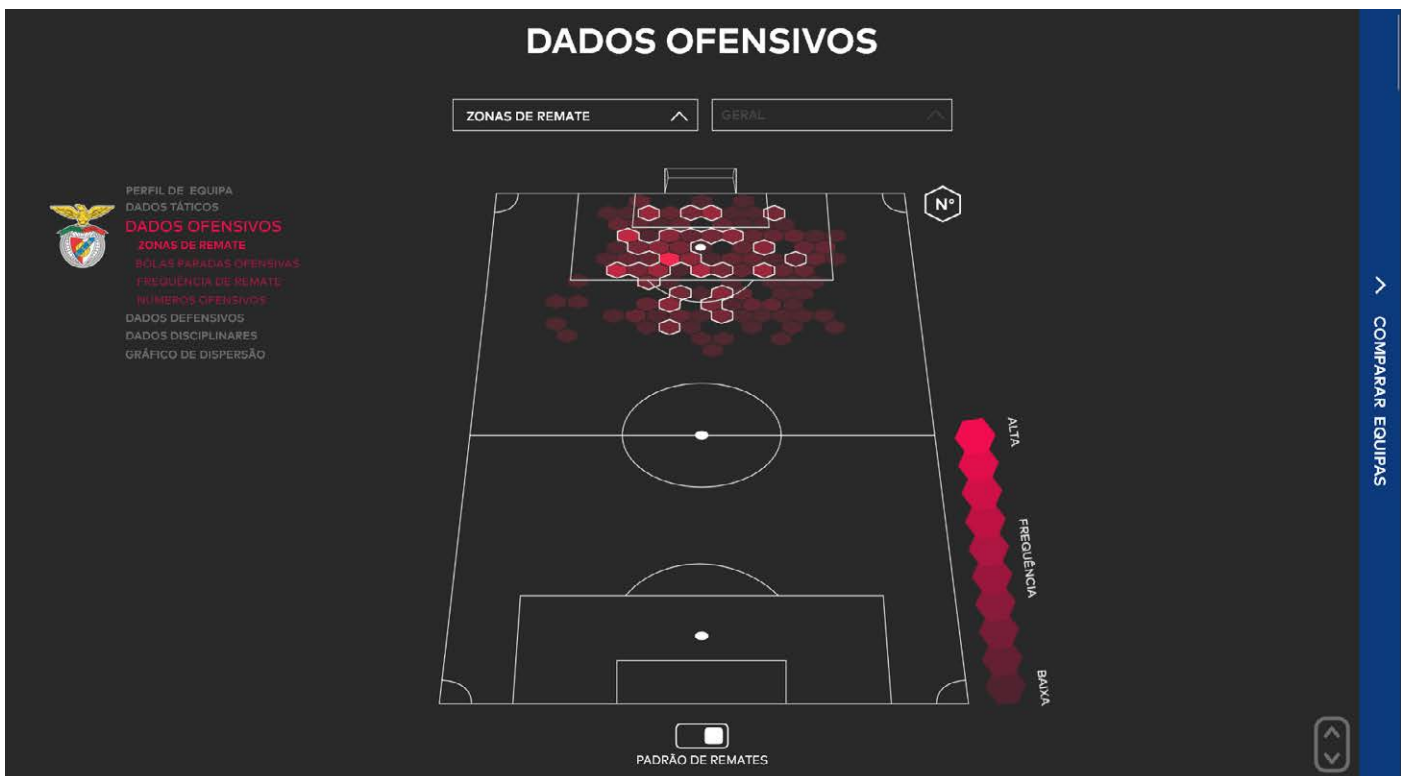 DADOS OFENSIVOS
ZONAS DE REMATE
GERAL
PERFIL DE EQUIPA
DADOS TÁTICOS
DADOS OFENSIVOS
ZONAS DE REMATE
BOLAS PARADAS OFENSIVAS
FREQUÊNCIA DE REMATE
NÚMEROS OFENSIVOS
DADOS DEFENSIVOS
DADOS DISCIPLINARES
GRÁFICO DE DISPERSÃO
Nº
ALTA
FREQUÊNCIA
BAIXA
PADRÃO DE REMATES
COMPARAR EQUIPAS